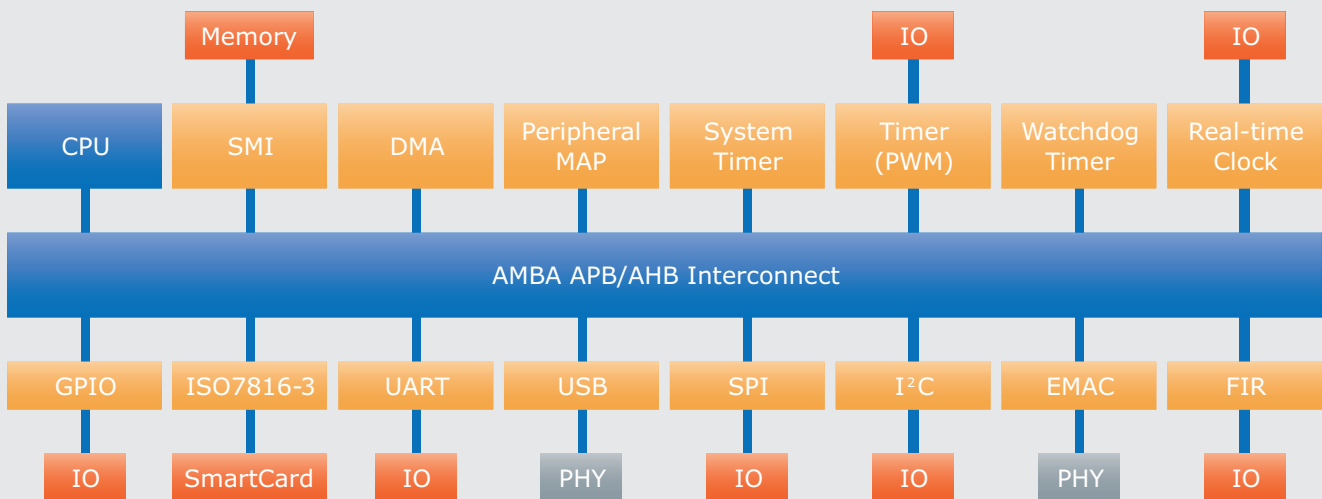 Memory
IO
IO
CPU
SMI
DMA
Peripheral
MAP
System
Timer
Timer
(PWM)
Watchdog
Timer
Real-time
Clock
AMBA APB/AHB Interconnect
GPIO
ISO7816-3
UART
USB
SPI
I²C
EMAC
FIR
IO
SmartCard
IO
PHY
IO
IO
PHY
IO